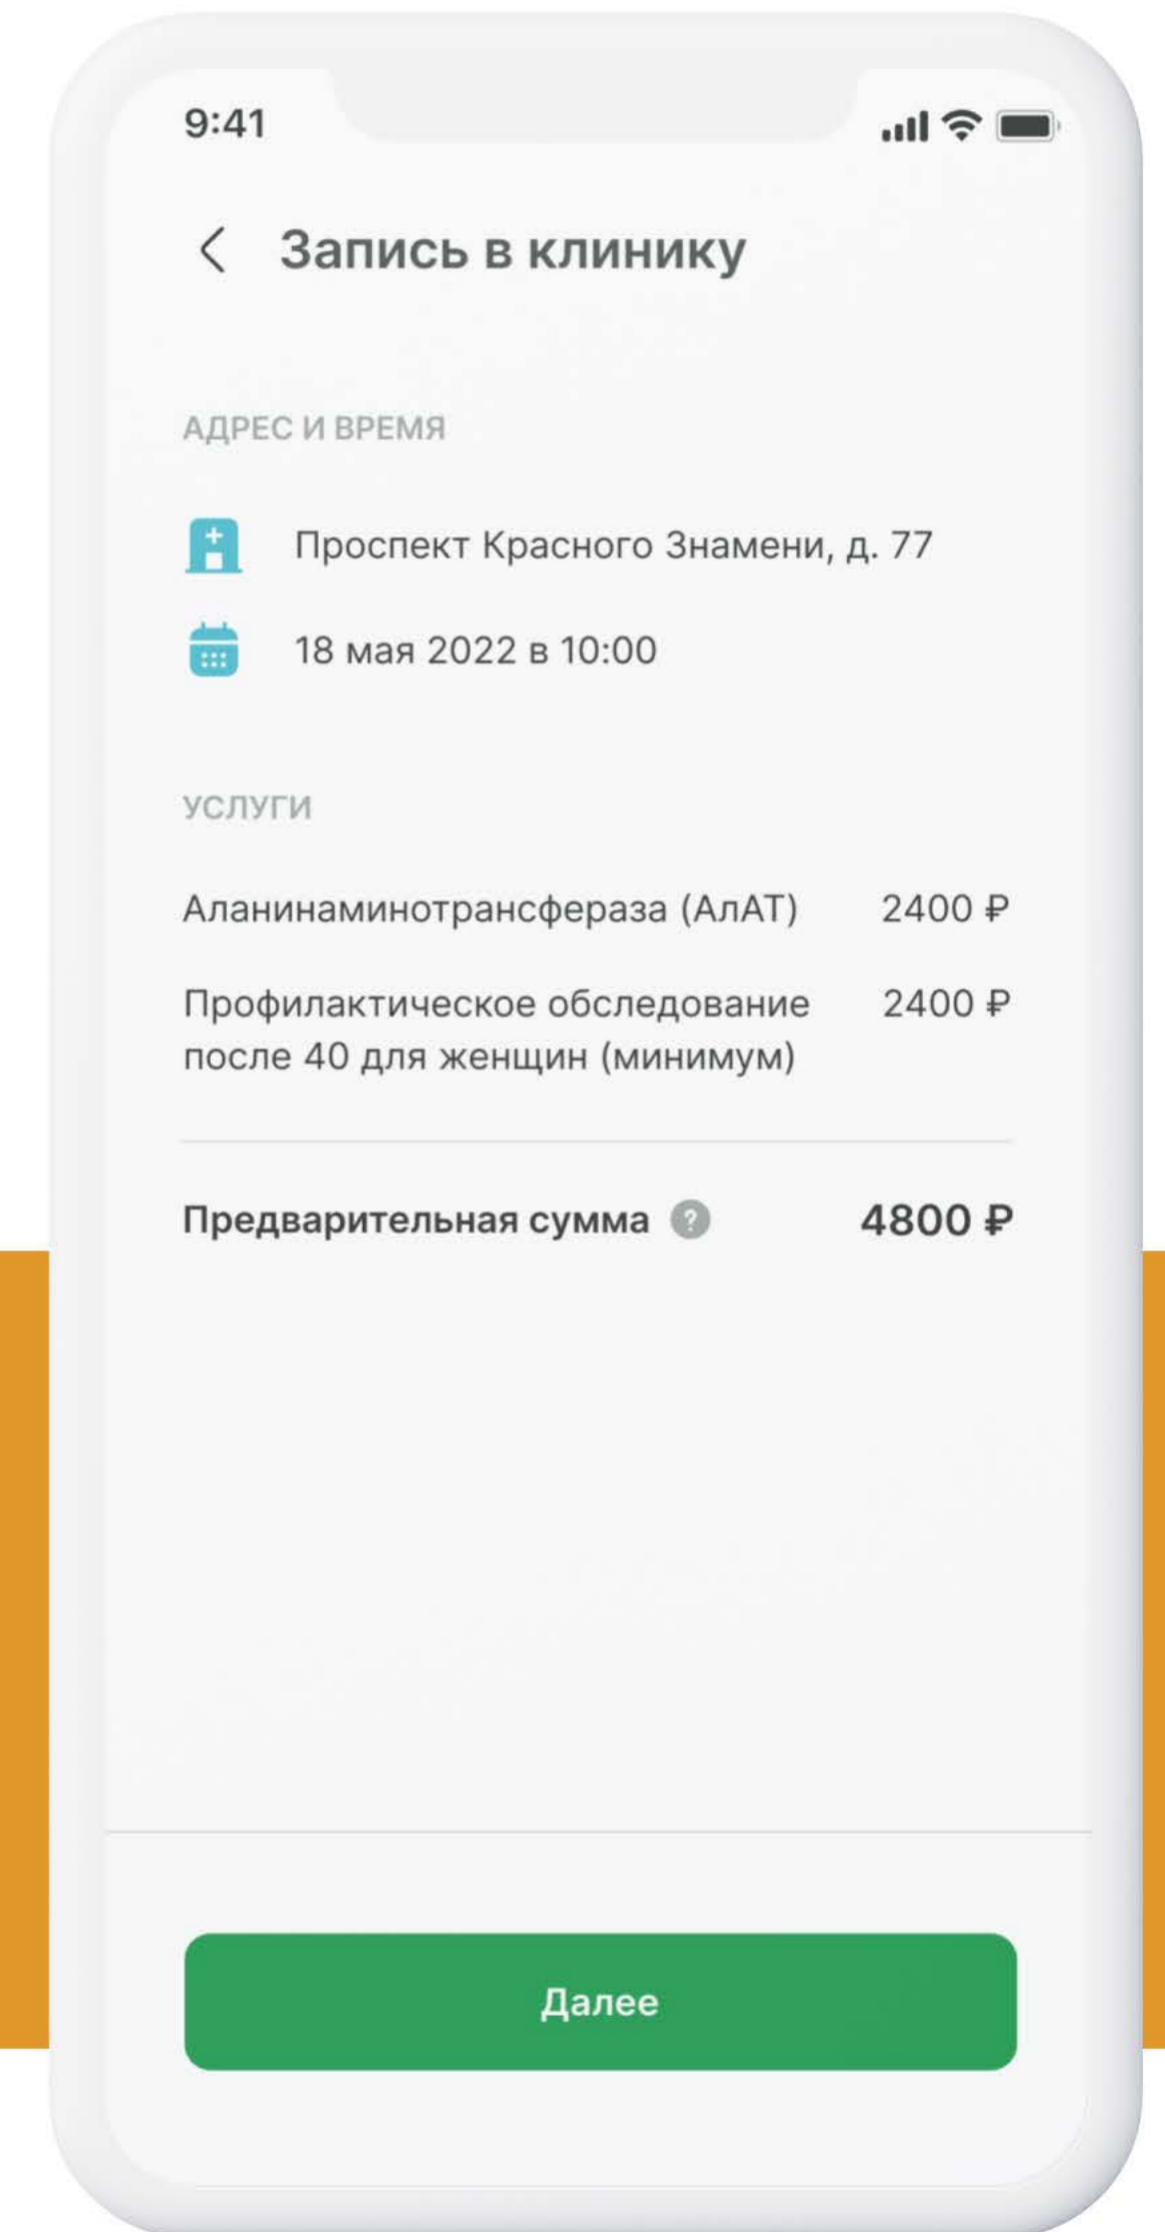 9:41
Запись в клинику
АДРЕС И ВРЕМЯ
Проспект Красного Знамени, д. 77
18 мая 2022 в 10:00
УСЛУГИ
Аланинаминотрансфераза (АлАТ) 2400 ₽
Профилактическое обследование 2400 ₽
после 40 для женщин (минимум)
Предварительная сумма ? 4800 ₽
Далее